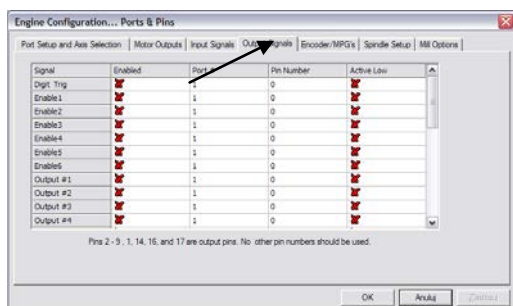 Engine Configuration... Ports & Pins
Port Setup and Axis Selection Motor Outputs Input Signals Output Signals Encoder/MPG's Spindle Setup Mill Options
Signal Enabled Port # Pin Number Active Low
Digit Trig 1 0
Enable1 1 0
Enable2 1 0
Enable3 1 0
Enable4 1 0
Enable5 1 0
Enable6 1 0
Output #1 1 0
Output #2 1 0
Output #3 1 0
Output #4 1 0
Pins 2 - 9 , 1, 14, 16, and 17 are output pins. No other pin numbers should be used.
OK Anuluj